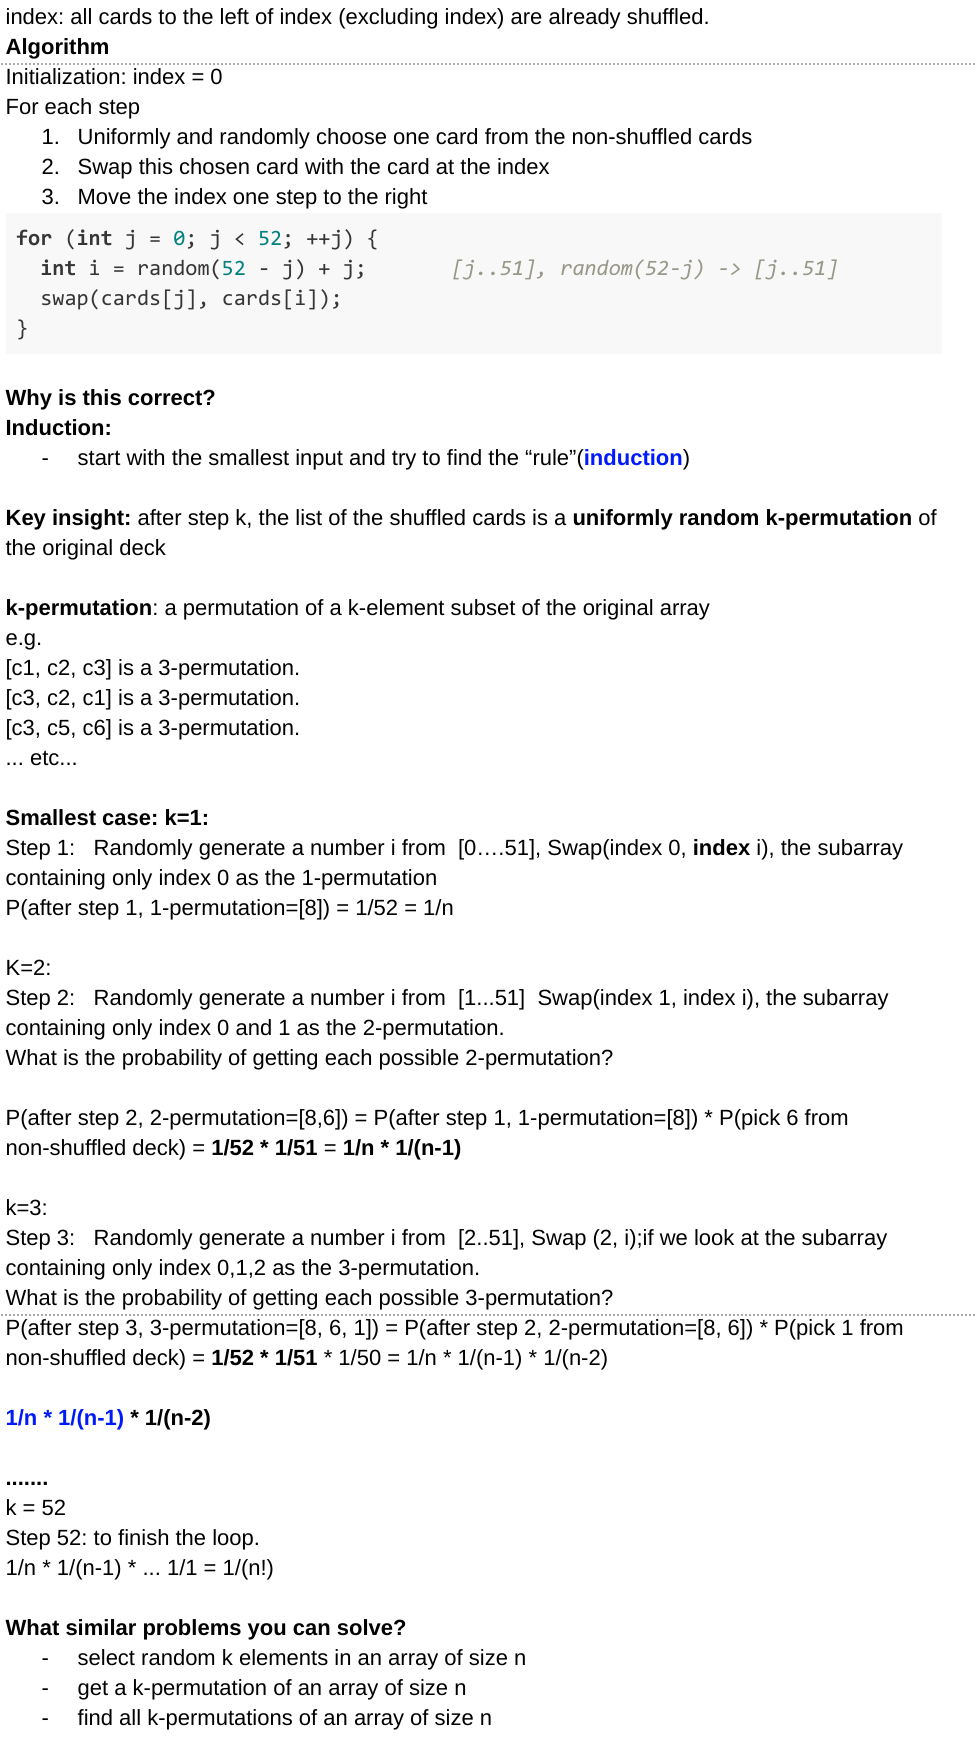 index: all cards to the left of index (excluding index) are already shuffled.
Algorithm
Initialization: index = 0
For each step
1. Uniformly and randomly choose one card from the non-shuffled cards
2. Swap this chosen card with the card at the index
3. Move the index one step to the right
for (int j = 0; j < 52; ++j) {
int i = random(52 - j) + j; [j..51], random(52-j) -> [j..51]
swap(cards[j], cards[i]);
}
Why is this correct?
Induction:
- start with the smallest input and try to find the “rule”(induction)
Key insight: after step k, the list of the shuffled cards is a uniformly random k-permutation of
the original deck
k-permutation: a permutation of a k-element subset of the original array
e.g.
[c1, c2, c3] is a 3-permutation.
[c3, c2, c1] is a 3-permutation.
[c3, c5, c6] is a 3-permutation.
... etc...
Smallest case: k=1:
Step 1: Randomly generate a number i from [0….51], Swap(index 0, index i), the subarray
containing only index 0 as the 1-permutation
P(after step 1, 1-permutation=[8]) = 1/52 = 1/n
K=2:
Step 2: Randomly generate a number i from [1...51] Swap(index 1, index i), the subarray
containing only index 0 and 1 as the 2-permutation.
What is the probability of getting each possible 2-permutation?
P(after step 2, 2-permutation=[8,6]) = P(after step 1, 1-permutation=[8]) * P(pick 6 from
non-shuffled deck) = 1/52 * 1/51 = 1/n * 1/(n-1)
k=3:
Step 3: Randomly generate a number i from [2..51], Swap (2, i);if we look at the subarray
containing only index 0,1,2 as the 3-permutation.
What is the probability of getting each possible 3-permutation?
P(after step 3, 3-permutation=[8, 6, 1]) = P(after step 2, 2-permutation=[8, 6]) * P(pick 1 from
non-shuffled deck) = 1/52 * 1/51 * 1/50 = 1/n * 1/(n-1) * 1/(n-2)
1/n * 1/(n-1) * 1/(n-2)
.......
k = 52
Step 52: to finish the loop.
1/n * 1/(n-1) * ... 1/1 = 1/(n!)
What similar problems you can solve?
- select random k elements in an array of size n
- get a k-permutation of an array of size n
- find all k-permutations of an array of size n